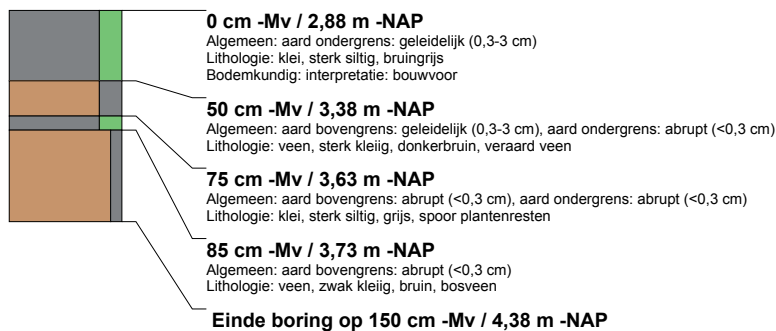 0 cm -Mv / 2,88 m -NAP
Algemeen: aard ondergrens: geleidelijk (0,3-3 cm)
Lithologie: klei, sterk siltig, bruingrijs
Bodemkundig: interpretatie: bouwvoor
50 cm -Mv / 3,38 m -NAP
Algemeen: aard bovengrens: geleidelijk (0,3-3 cm), aard ondergrens: abrupt (<0,3 cm)
Lithologie: veen, sterk kleiig, donkerbruin, veraard veen
75 cm -Mv / 3,63 m -NAP
Algemeen: aard bovengrens: abrupt (<0,3 cm), aard ondergrens: abrupt (<0,3 cm)
Lithologie: klei, sterk siltig, grijs, spoor plantenresten
85 cm -Mv / 3,73 m -NAP
Algemeen: aard bovengrens: abrupt (<0,3 cm)
Lithologie: veen, zwak kleiig, bruin, bosveen
Einde boring op 150 cm -Mv / 4,38 m -NAP